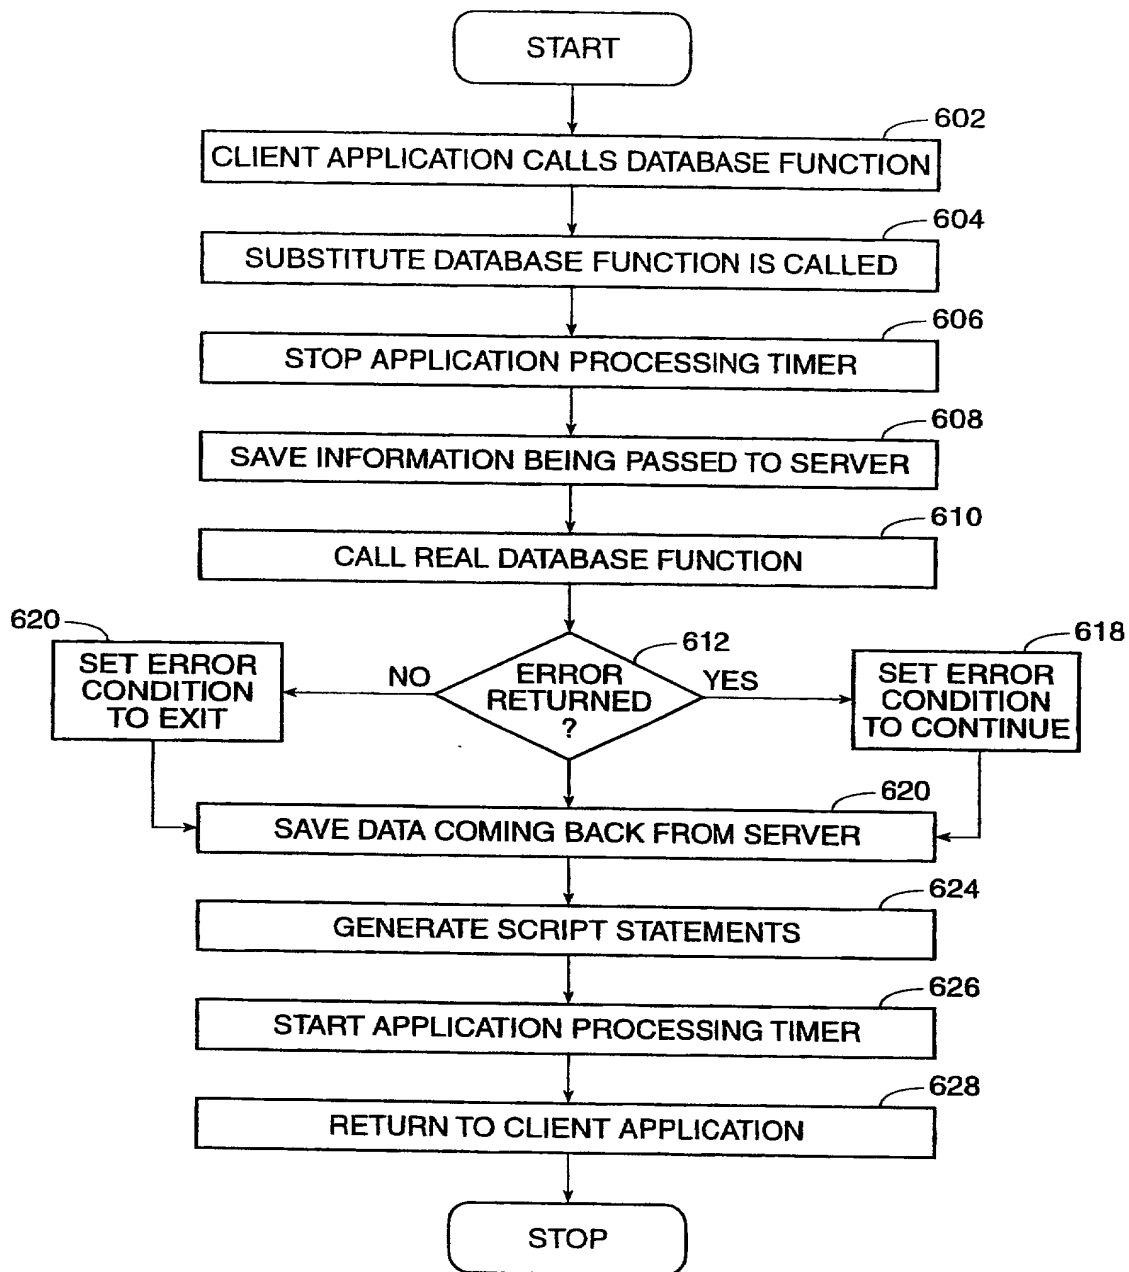 START
602
CLIENT APPLICATION CALLS DATABASE FUNCTION
604
SUBSTITUTE DATABASE FUNCTION IS CALLED
606
STOP APPLICATION PROCESSING TIMER
608
SAVE INFORMATION BEING PASSED TO SERVER
610
CALL REAL DATABASE FUNCTION
620
SET ERROR
CONDITION
TO EXIT
NO
612
ERROR
RETURNED
?
YES
618
SET ERROR
CONDITION
TO CONTINUE
620
SAVE DATA COMING BACK FROM SERVER
624
GENERATE SCRIPT STATEMENTS
626
START APPLICATION PROCESSING TIMER
628
RETURN TO CLIENT APPLICATION
STOP